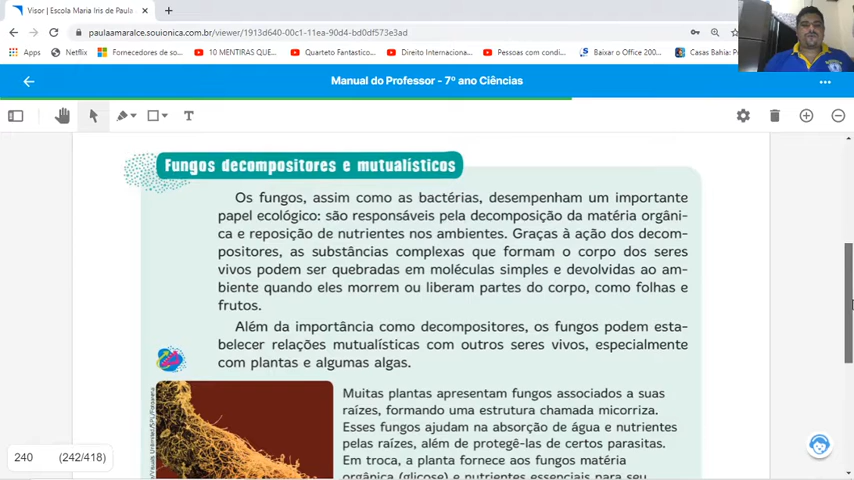 Visor | Escola Maria Iris de Paula
paulaamaralce.souionica.com.br/viewer/1913d640-00c1-11ea-90d4-bd0df573e3ad
Apps
Netflix
Fornecedores de so...
10 MENTIRAS QUE...
Quarteto Fantastico...
Direito Internacional...
Pessoas com condi...
Baixar o Office 200...
Casas Bahia: P
Manual do Professor - 7º ano Ciências
T
Fungos decompositores e mutualísticos
Os fungos, assim como as bactérias, desempenham um importante
papel ecológico: são responsáveis pela decomposição da matéria orgâni-
ca e reposição de nutrientes nos ambientes. Graças à ação dos decom-
positores, as substâncias complexas que formam o corpo dos seres
vivos podem ser quebradas em moléculas simples e devolvidas ao am-
biente quando eles morrem ou liberam partes do corpo, como folhas e
frutos.
Além da importância como decompositores, os fungos podem esta-
belecer relações mutualísticas com outros seres vivos, especialmente
com plantas e algumas algas.
Muitas plantas apresentam fungos associados a suas
raízes, formando uma estrutura chamada micorriza.
Esses fungos ajudam na absorção de água e nutrientes
pelas raízes, além de protegê-las de certos parasitas.
Em troca, a planta fornece aos fungos matéria
orgânica (glicose) e nutrientes essenciais para seu
240 (242/418)